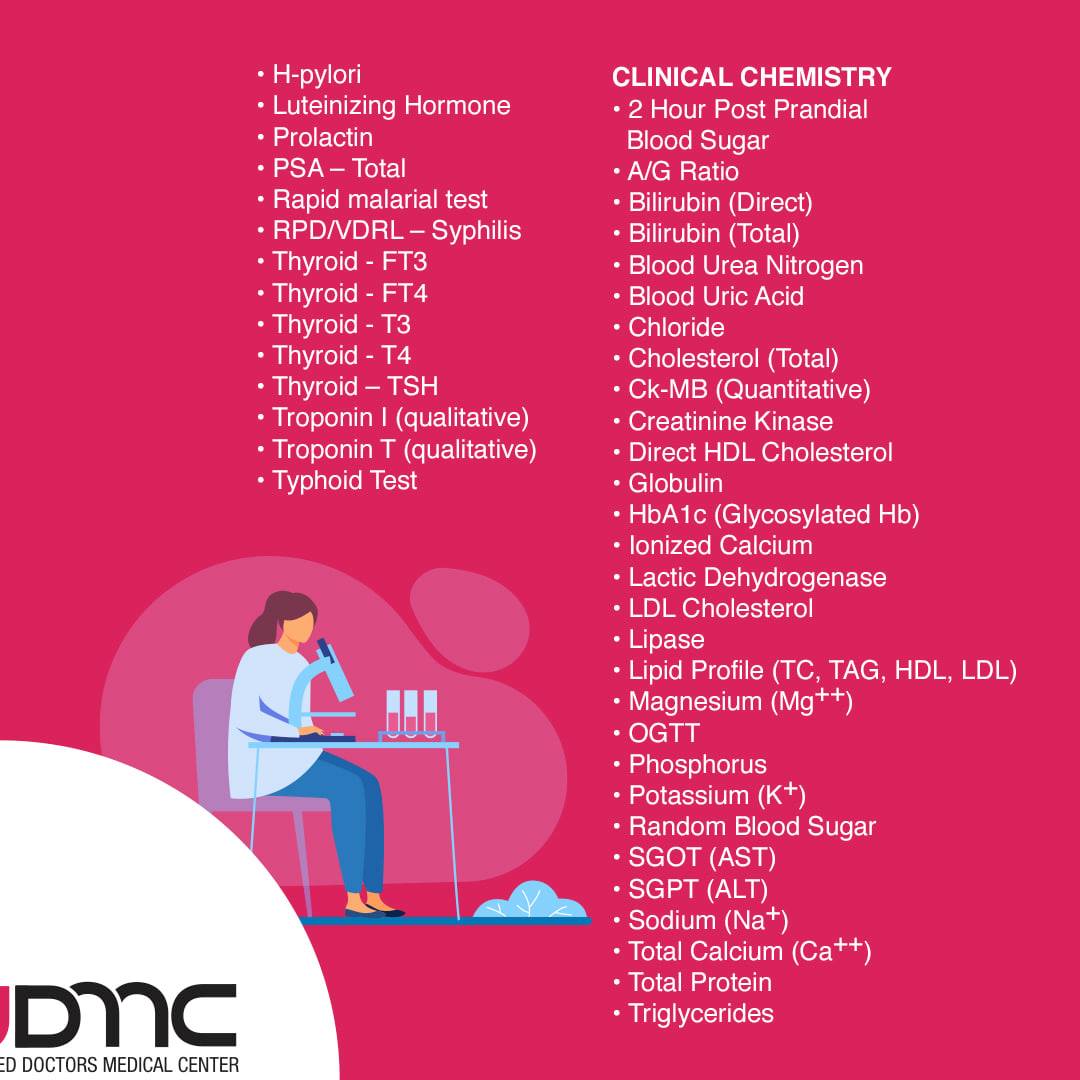 • H-pylori
• Luteinizing Hormone
• Prolactin
• PSA – Total
• Rapid malarial test
• RPD/VDRL – Syphilis
• Thyroid - FT3
• Thyroid - FT4
• Thyroid - T3
• Thyroid - T4
• Thyroid – TSH
• Troponin I (qualitative)
• Troponin T (qualitative)
• Typhoid Test
CLINICAL CHEMISTRY
• 2 Hour Post Prandial
Blood Sugar
• A/G Ratio
• Bilirubin (Direct)
• Bilirubin (Total)
• Blood Urea Nitrogen
• Blood Uric Acid
• Chloride
• Cholesterol (Total)
• Ck-MB (Quantitative)
• Creatinine Kinase
• Direct HDL Cholesterol
• Globulin
• HbA1c (Glycosylated Hb)
• Ionized Calcium
• Lactic Dehydrogenase
• LDL Cholesterol
• Lipase
• Lipid Profile (TC, TAG, HDL, LDL)
• Magnesium (Mg⁺⁺)
• OGTT
• Phosphorus
• Potassium (K⁺)
• Random Blood Sugar
• SGOT (AST)
• SGPT (ALT)
• Sodium (Na⁺)
• Total Calcium (Ca⁺⁺)
• Total Protein
• Triglycerides
UDMC
ED DOCTORS MEDICAL CENTER